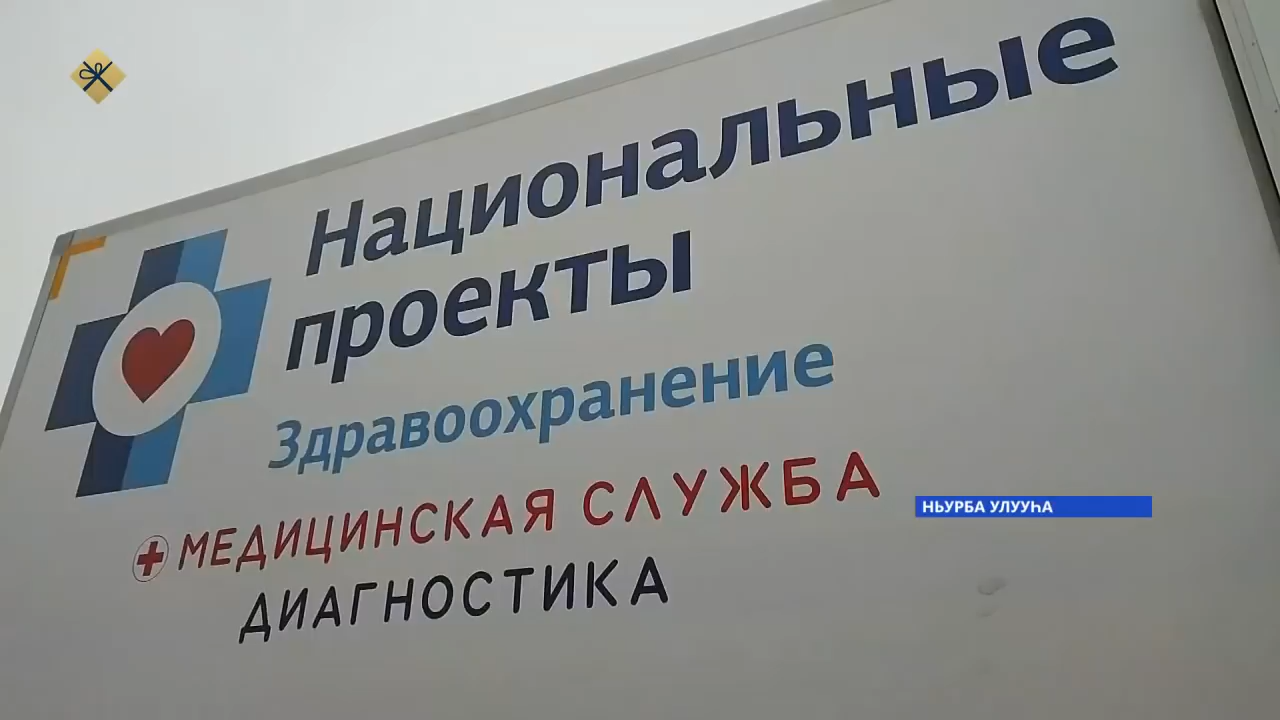 Национальные
проекты
Здравоохранение
МЕДИЦИНСКАЯ СЛУЖБА
ДИАГНОСТИКА
НЬУРБА УЛУУҺА